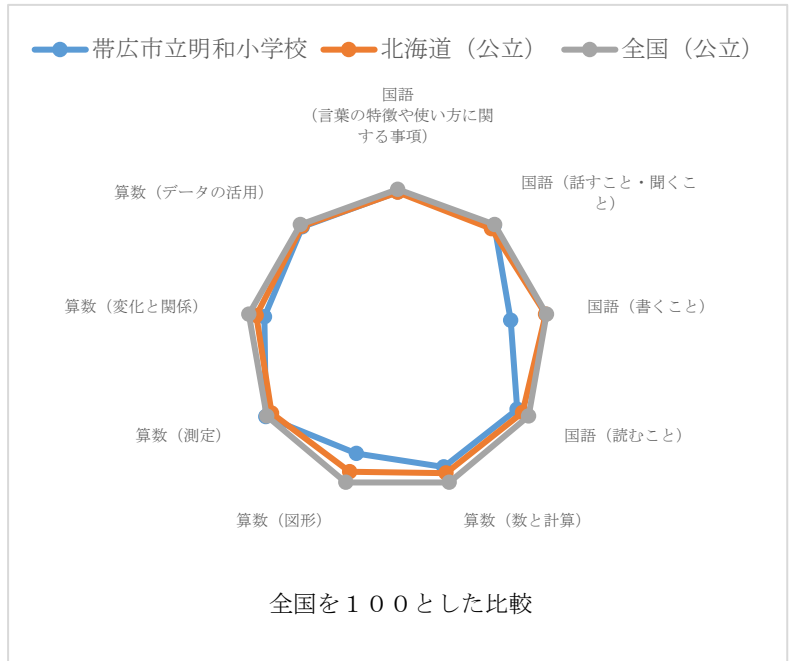 帯広市立明和小学校 北海道（公立） 全国（公立）
国語
（言葉の特徴や使い方に関
する事項）
国語（話すこと・聞くこ
と）
国語（書くこと）
国語（読むこと）
算数（数と計算）
算数（図形）
算数（測定）
算数（変化と関係）
算数（データの活用）
全国を１００とした比較